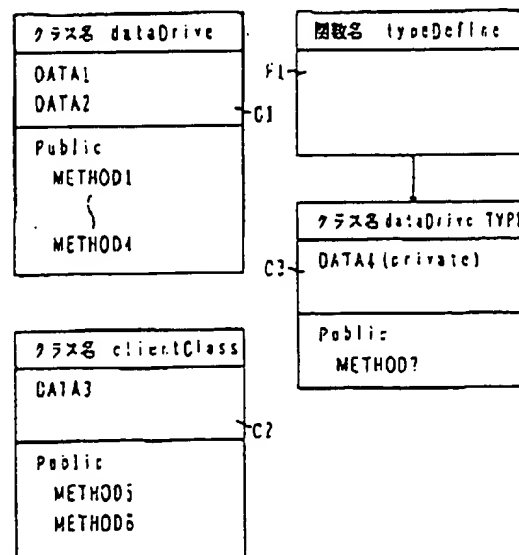 クラス名 dataDrive
DATA1
DATA2
C1
Public
METHOD1
METHOD4
関数名 typeDefine
F1
クラス名 dataDrive TYPE
C3
DATA4(private)
Public
METHOD7
クラス名 clientClass
DATA3
C2
Public
METHOD5
METHOD6